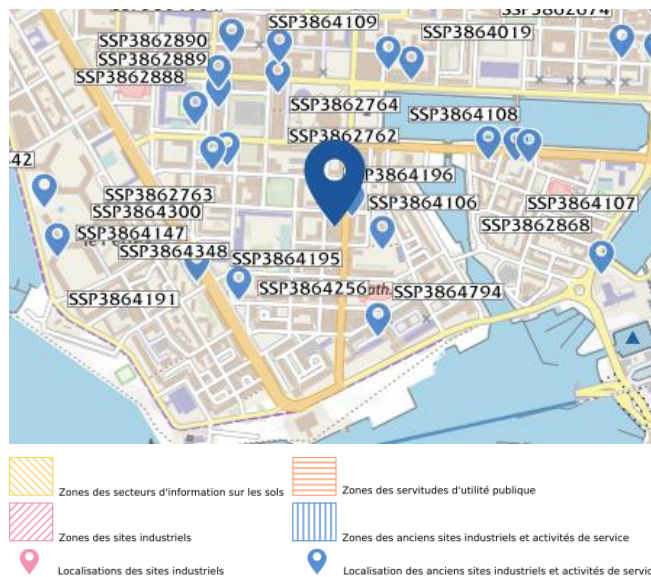 SSP3864109
SSP3862890
SSP3864019
SSP3862889
SSP3862888
SSP3862764
SSP3864108
SSP3862762
42
SSP3864196
SSP3862763
SSP3864106
SSP3864107
SSP3864300
SSP3862868
SSP3864147
SSP3864348
SSP3864195
SSP3864256
ath.
SSP3864794
SSP3864191
Zones des secteurs d'information sur les sols
Zones des servitudes d'utilité publique
Zones des sites industriels
Zones des anciens sites industriels et activités de service
Localisations des sites industriels
Localisation des anciens sites industriels et activités de servic